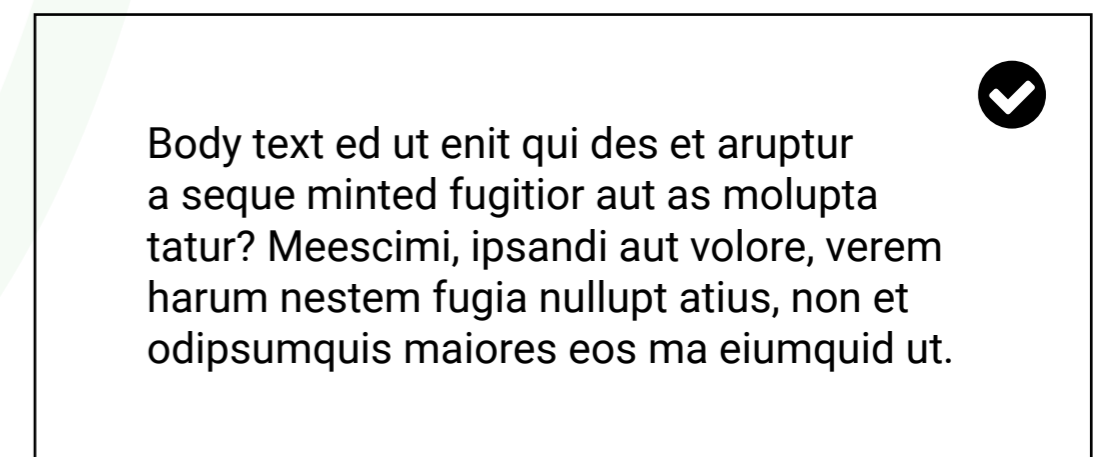 Body text ed ut enit qui des et aruptur
a seque minted fugitior aut as molupta
tatur? Meescimi, ipsandi aut volore, verem
harum nestem fugia nullupt atius, non et
odipsumquis maiores eos ma eiumquid ut.